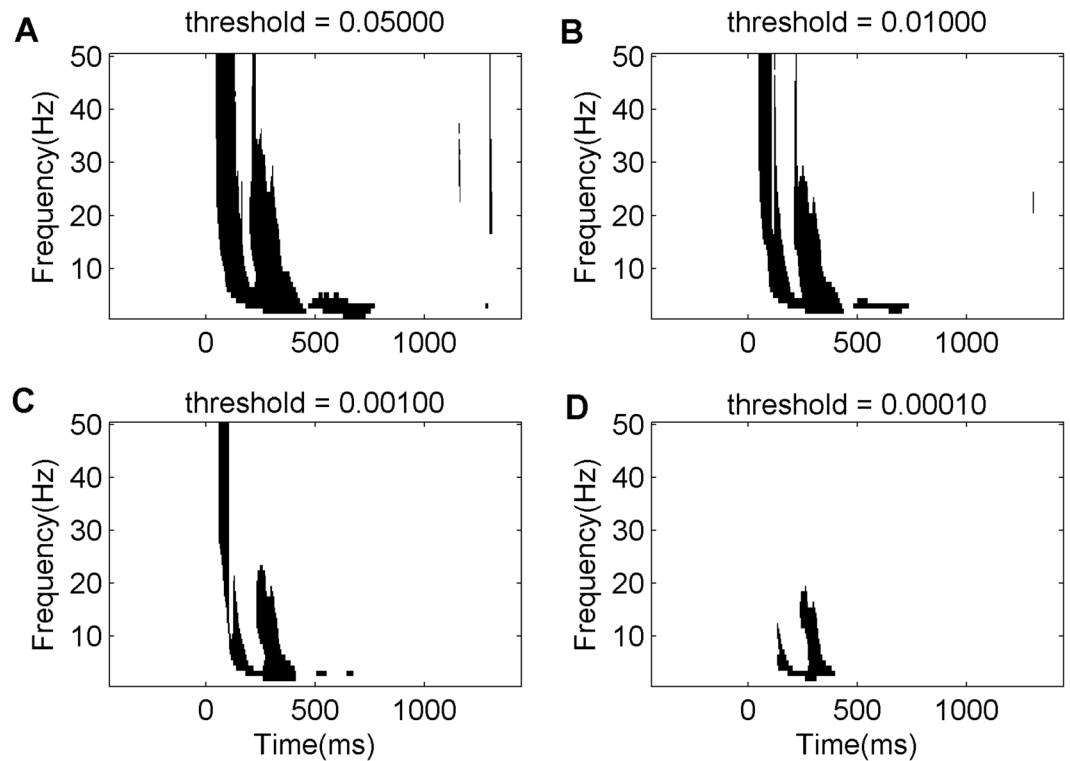 A
threshold = 0.05000
50
40
30
20
10
Frequency(Hz)
0
500
1000
B
threshold = 0.01000
50
40
30
20
10
Frequency(Hz)
0
500
1000
C
threshold = 0.00100
50
40
30
20
10
Frequency(Hz)
0
500
1000
Time(ms)
D
threshold = 0.00010
50
40
30
20
10
Frequency(Hz)
0
500
1000
Time(ms)